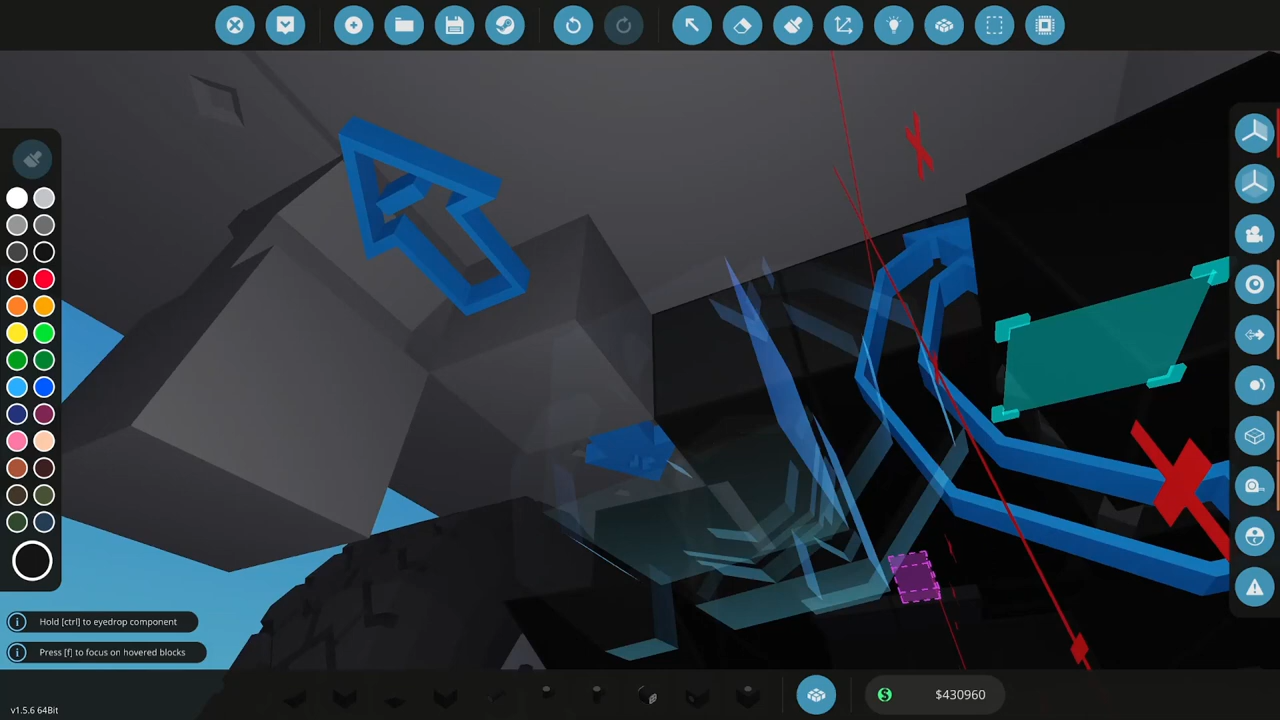 Hold [ctrl] to eyedrop component
Press [f] to focus on hovered blocks
v1.5.6 64Bit
$430960